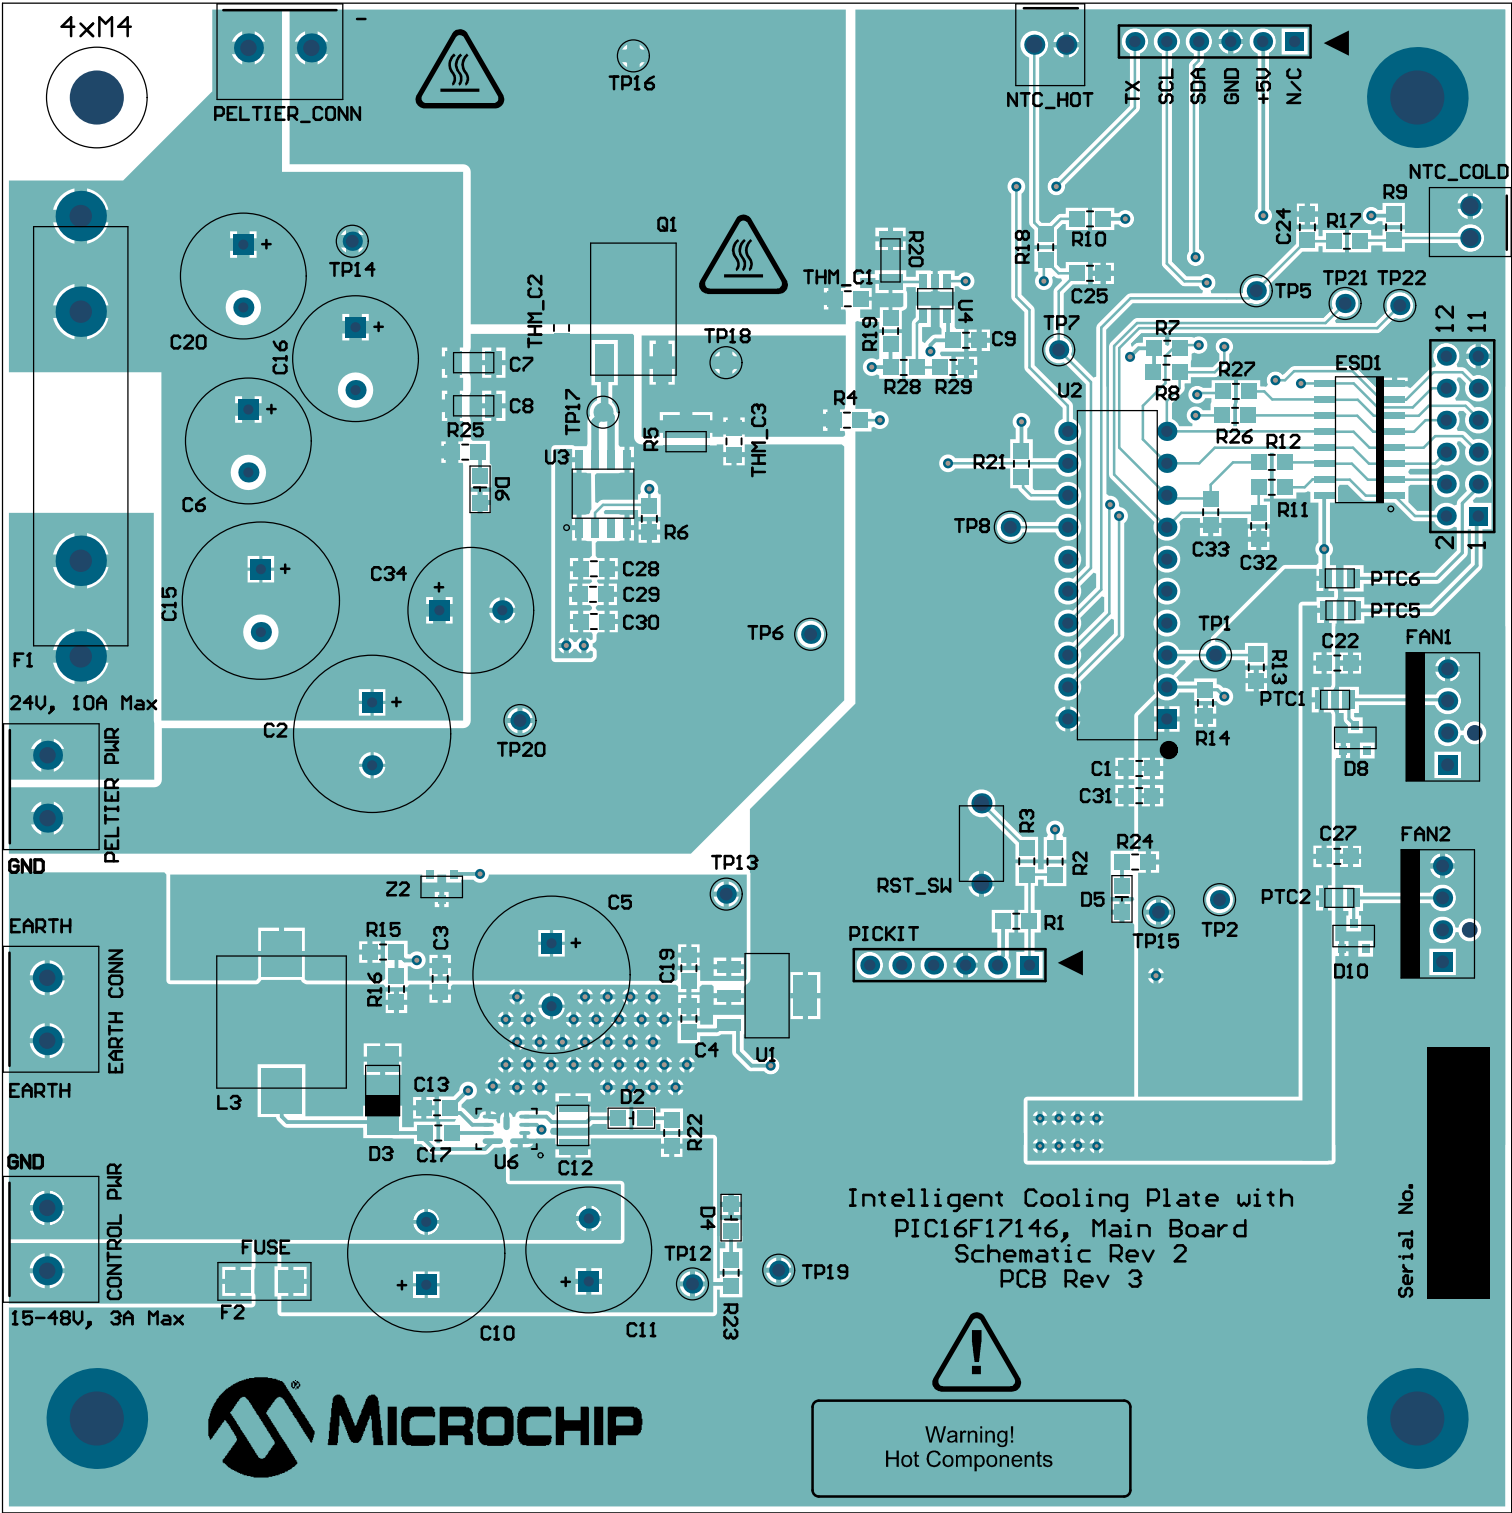 4xM4
-
PELTIER_CONN
TP16
NTC_HOT
TX
SCL
SDA
GND
+5V
N/C
NTC_COLD
R9
C24
R17
R10
R18
C25
TP5
TP21
TP22
TP7
Q1
TP14
+
C20
C16
+
THM_C2
THM_C1
R20
U4
R19
C9
R28
R29
TP18
C7
C8
R25
D6
+
C6
TP17
U3
R5
THM_C3
R4
R6
R7
R8
R27
R26
R12
R11
ESD1
12
11
2
1
U2
R21
TP8
C33
C32
PTC6
PTC5
C22
FAN1
PTC1
D8
TP1
R13
R14
C15
+
C34
+
C28
C29
C30
TP6
F1
24V, 10A Max
C2
+
TP20
PELTIER PWR
GND
C1
C31
R3
R2
RST_SW
R24
D5
TP15
TP2
R1
PICKIT
C27
FAN2
PTC2
D10
TP13
Z2
C5
+
EARTH
EARTH CONN
EARTH
R15
R16
C3
C19
C4
U1
L3
D3
C13
C17
U6
C12
D2
R22
GND
CONTROL PWR
15-48V, 3A Max
FUSE
F2
+
C10
+
C11
D4
TP12
R23
TP19
Intelligent Cooling Plate with
PIC16F17146, Main Board
Schematic Rev 2
PCB Rev 3
Serial No.
MICROCHIP
®
!
Warning!
Hot Components